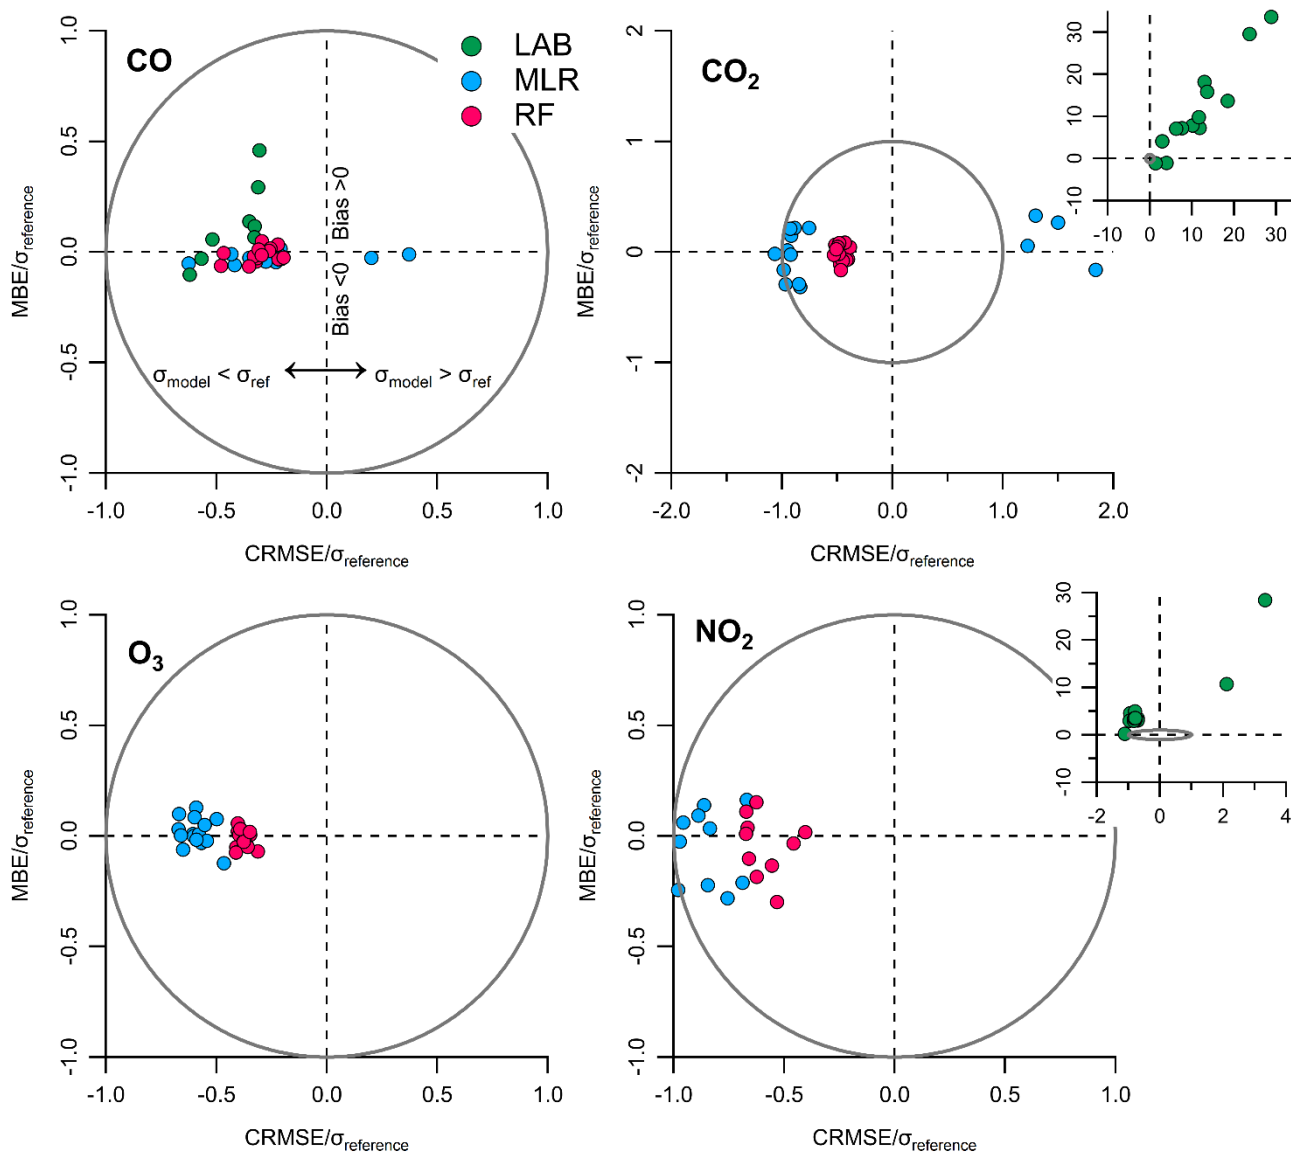 CO
LAB
MLR
RF
1.0
0.5
0.0
-0.5
-1.0
MBE/σreference
Bias >0
Bias <0
σmodel < σref
σmodel > σref
-1.0 -0.5 0.0 0.5 1.0
CRMSE/σreference
CO2
2
1
0
-1
-2
MBE/σreference
-2.0 -1.0 0.0 1.0 2.0
CRMSE/σreference
30
20
10
0
-10
-10 0 10 20 30
O3
1.0
0.5
0.0
-0.5
-1.0
MBE/σreference
-1.0 -0.5 0.0 0.5 1.0
CRMSE/σreference
NO2
1.0
0.5
0.0
-0.5
-1.0
MBE/σreference
-1.0 -0.5 0.0 0.5 1.0
CRMSE/σreference
30
20
10
0
-10
-2 0 2 4